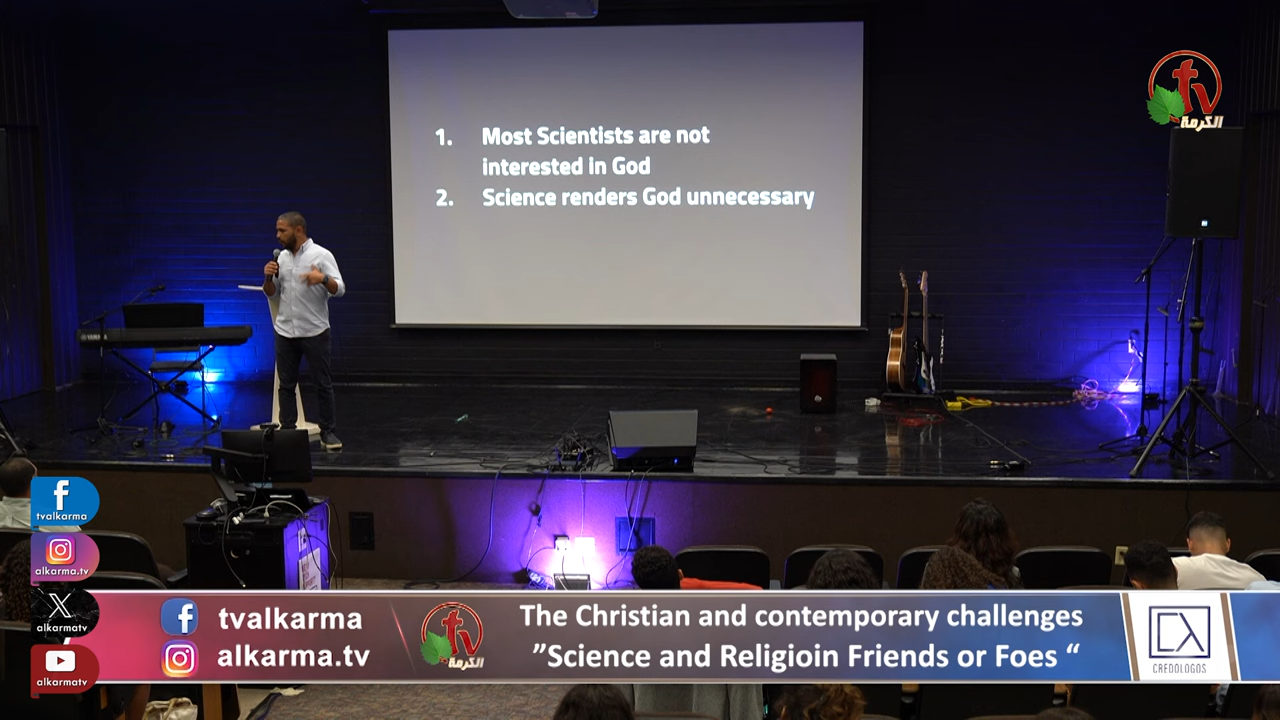 1. Most Scientists are not
interested in God
2. Science renders God unnecessary
tv
الكرمة
f
tvalkarma
alkarma.tv
X
alkarmatv
alkarmatv
f tvalkarma
alkarma.tv
tv
الكرمة
The Christian and contemporary challenges
”Science and Religioin Friends or Foes “
CREDOLOGOS